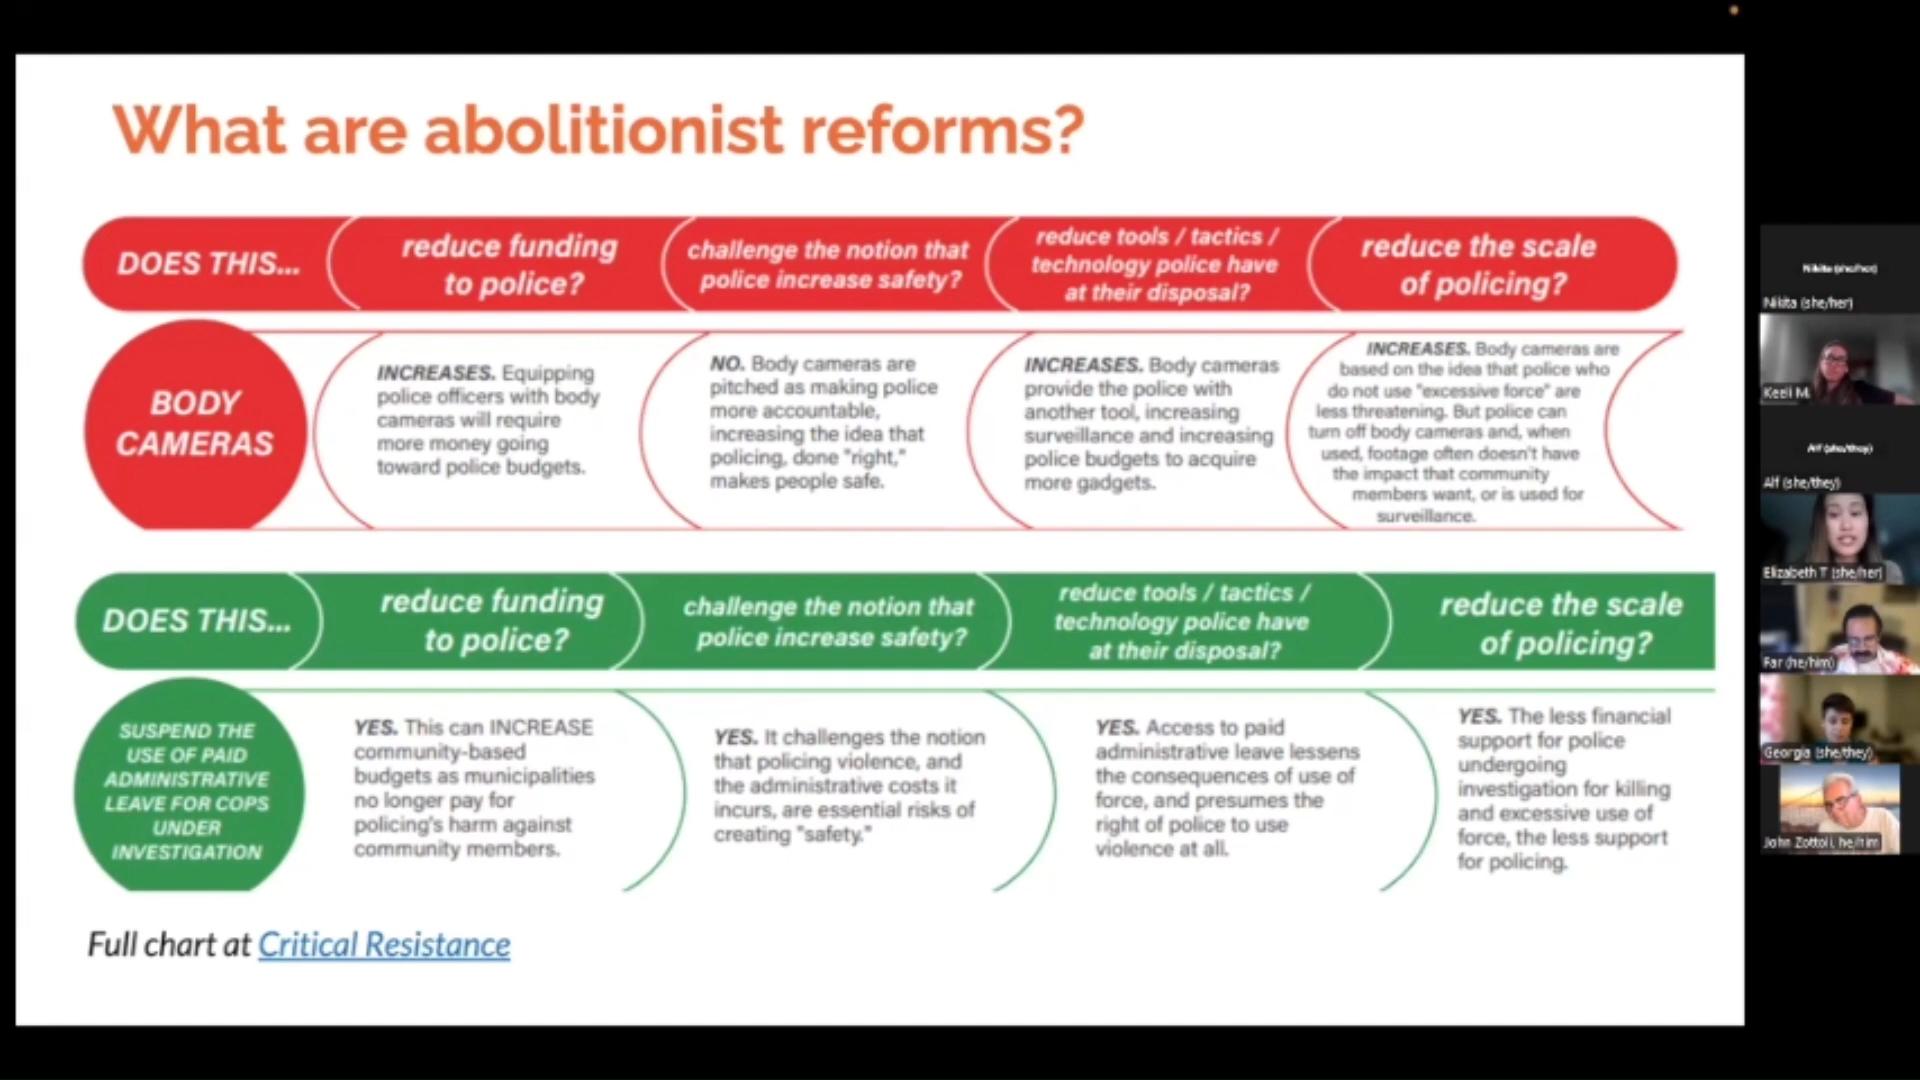 What are abolitionist reforms?
DOES THIS...
reduce funding
to police?
challenge the notion that
police increase safety?
reduce tools / tactics /
technology police have
at their disposal?
reduce the scale
of policing?
BODY
CAMERAS
INCREASES. Equipping
police officers with body
cameras will require
more money going
toward police budgets.
NO. Body cameras are
pitched as making police
more accountable,
increasing the idea that
policing, done "right,"
makes people safe.
INCREASES. Body cameras
provide the police with
another tool, increasing
surveillance and increasing
police budgets to acquire
more gadgets.
INCREASES. Body cameras are
based on the idea that police who
do not use "excessive force" are
less threatening. But police can
turn off body cameras and, when
used, footage often doesn't have
the impact that community
members want, or is used for
surveillance.
DOES THIS...
reduce funding
to police?
challenge the notion that
police increase safety?
reduce tools / tactics /
technology police have
at their disposal?
reduce the scale
of policing?
SUSPEND THE
USE OF PAID
ADMINISTRATIVE
LEAVE FOR COPS
UNDER
INVESTIGATION
YES. This can INCREASE
community-based
budgets as municipalities
no longer pay for
policing's harm against
community members.
YES. It challenges the notion
that policing violence, and
the administrative costs it
incurs, are essential risks of
creating "safety."
YES. Access to paid
administrative leave lessens
the consequences of use of
force, and presumes the
right of police to use
violence at all.
YES. The less financial
support for police
undergoing
investigation for killing
and excessive use of
force, the less support
for policing.
Full chart at Critical Resistance
Nikita (she/her)
Nikita (she/her)
Keeli M.
Alf (she/they)
Alf (she/they)
Elizabeth T (she/her)
Far (he/him)
Georgia (she/they)
John Zottoli, he/him